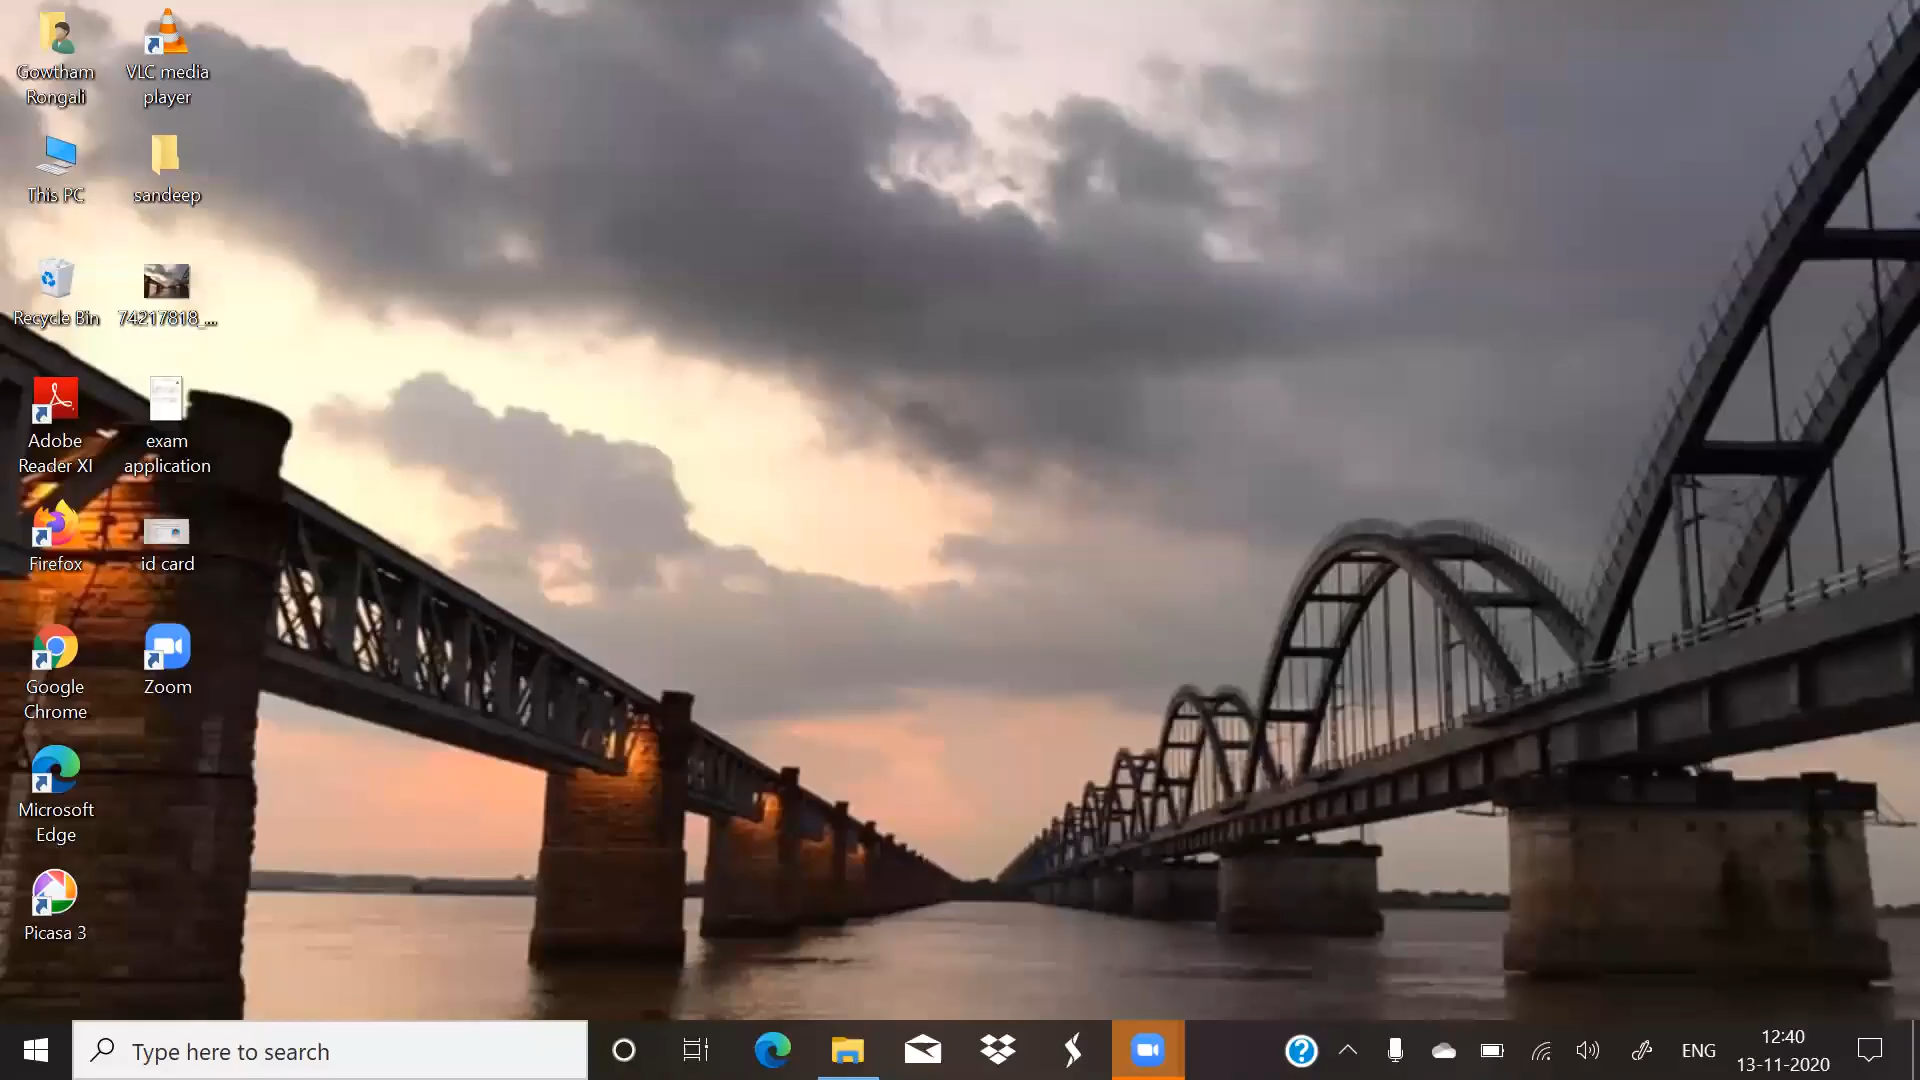 Gowtham
Rongali
VLC media
player
This PC
sandeep
Recycle Bin
74217818_...
Adobe
Reader XI
exam
application
Firefox
id card
Google
Chrome
Zoom
Microsoft
Edge
Picasa 3
Type here to search
ENG
12:40
13-11-2020